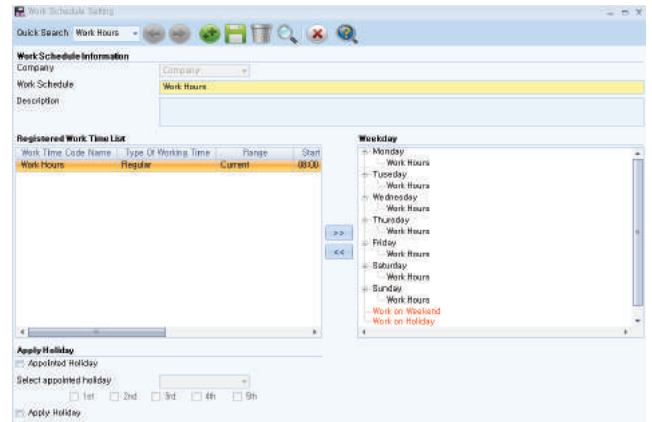 Work Schedule Setting
Quick Search Work Hours
Work Schedule Information
Company Company
Work Schedule Work Hours
Description
Registered Work Time List
Work Time Code Name Type Of Working Time Range Start
Work Hours Regular Current 08:00
>>
<<
Weekday
Monday
Work Hours
Tuseday
Work Hours
Wednesday
Work Hours
Thursday
Work Hours
Friday
Work Hours
Saturday
Work Hours
Sunday
Work Hours
Work on Weekend
Work on Holiday
Apply Holiday
Appointed Holiday
Select appointed holiday
1st 2nd 3rd 4th 5th
Apply Holiday